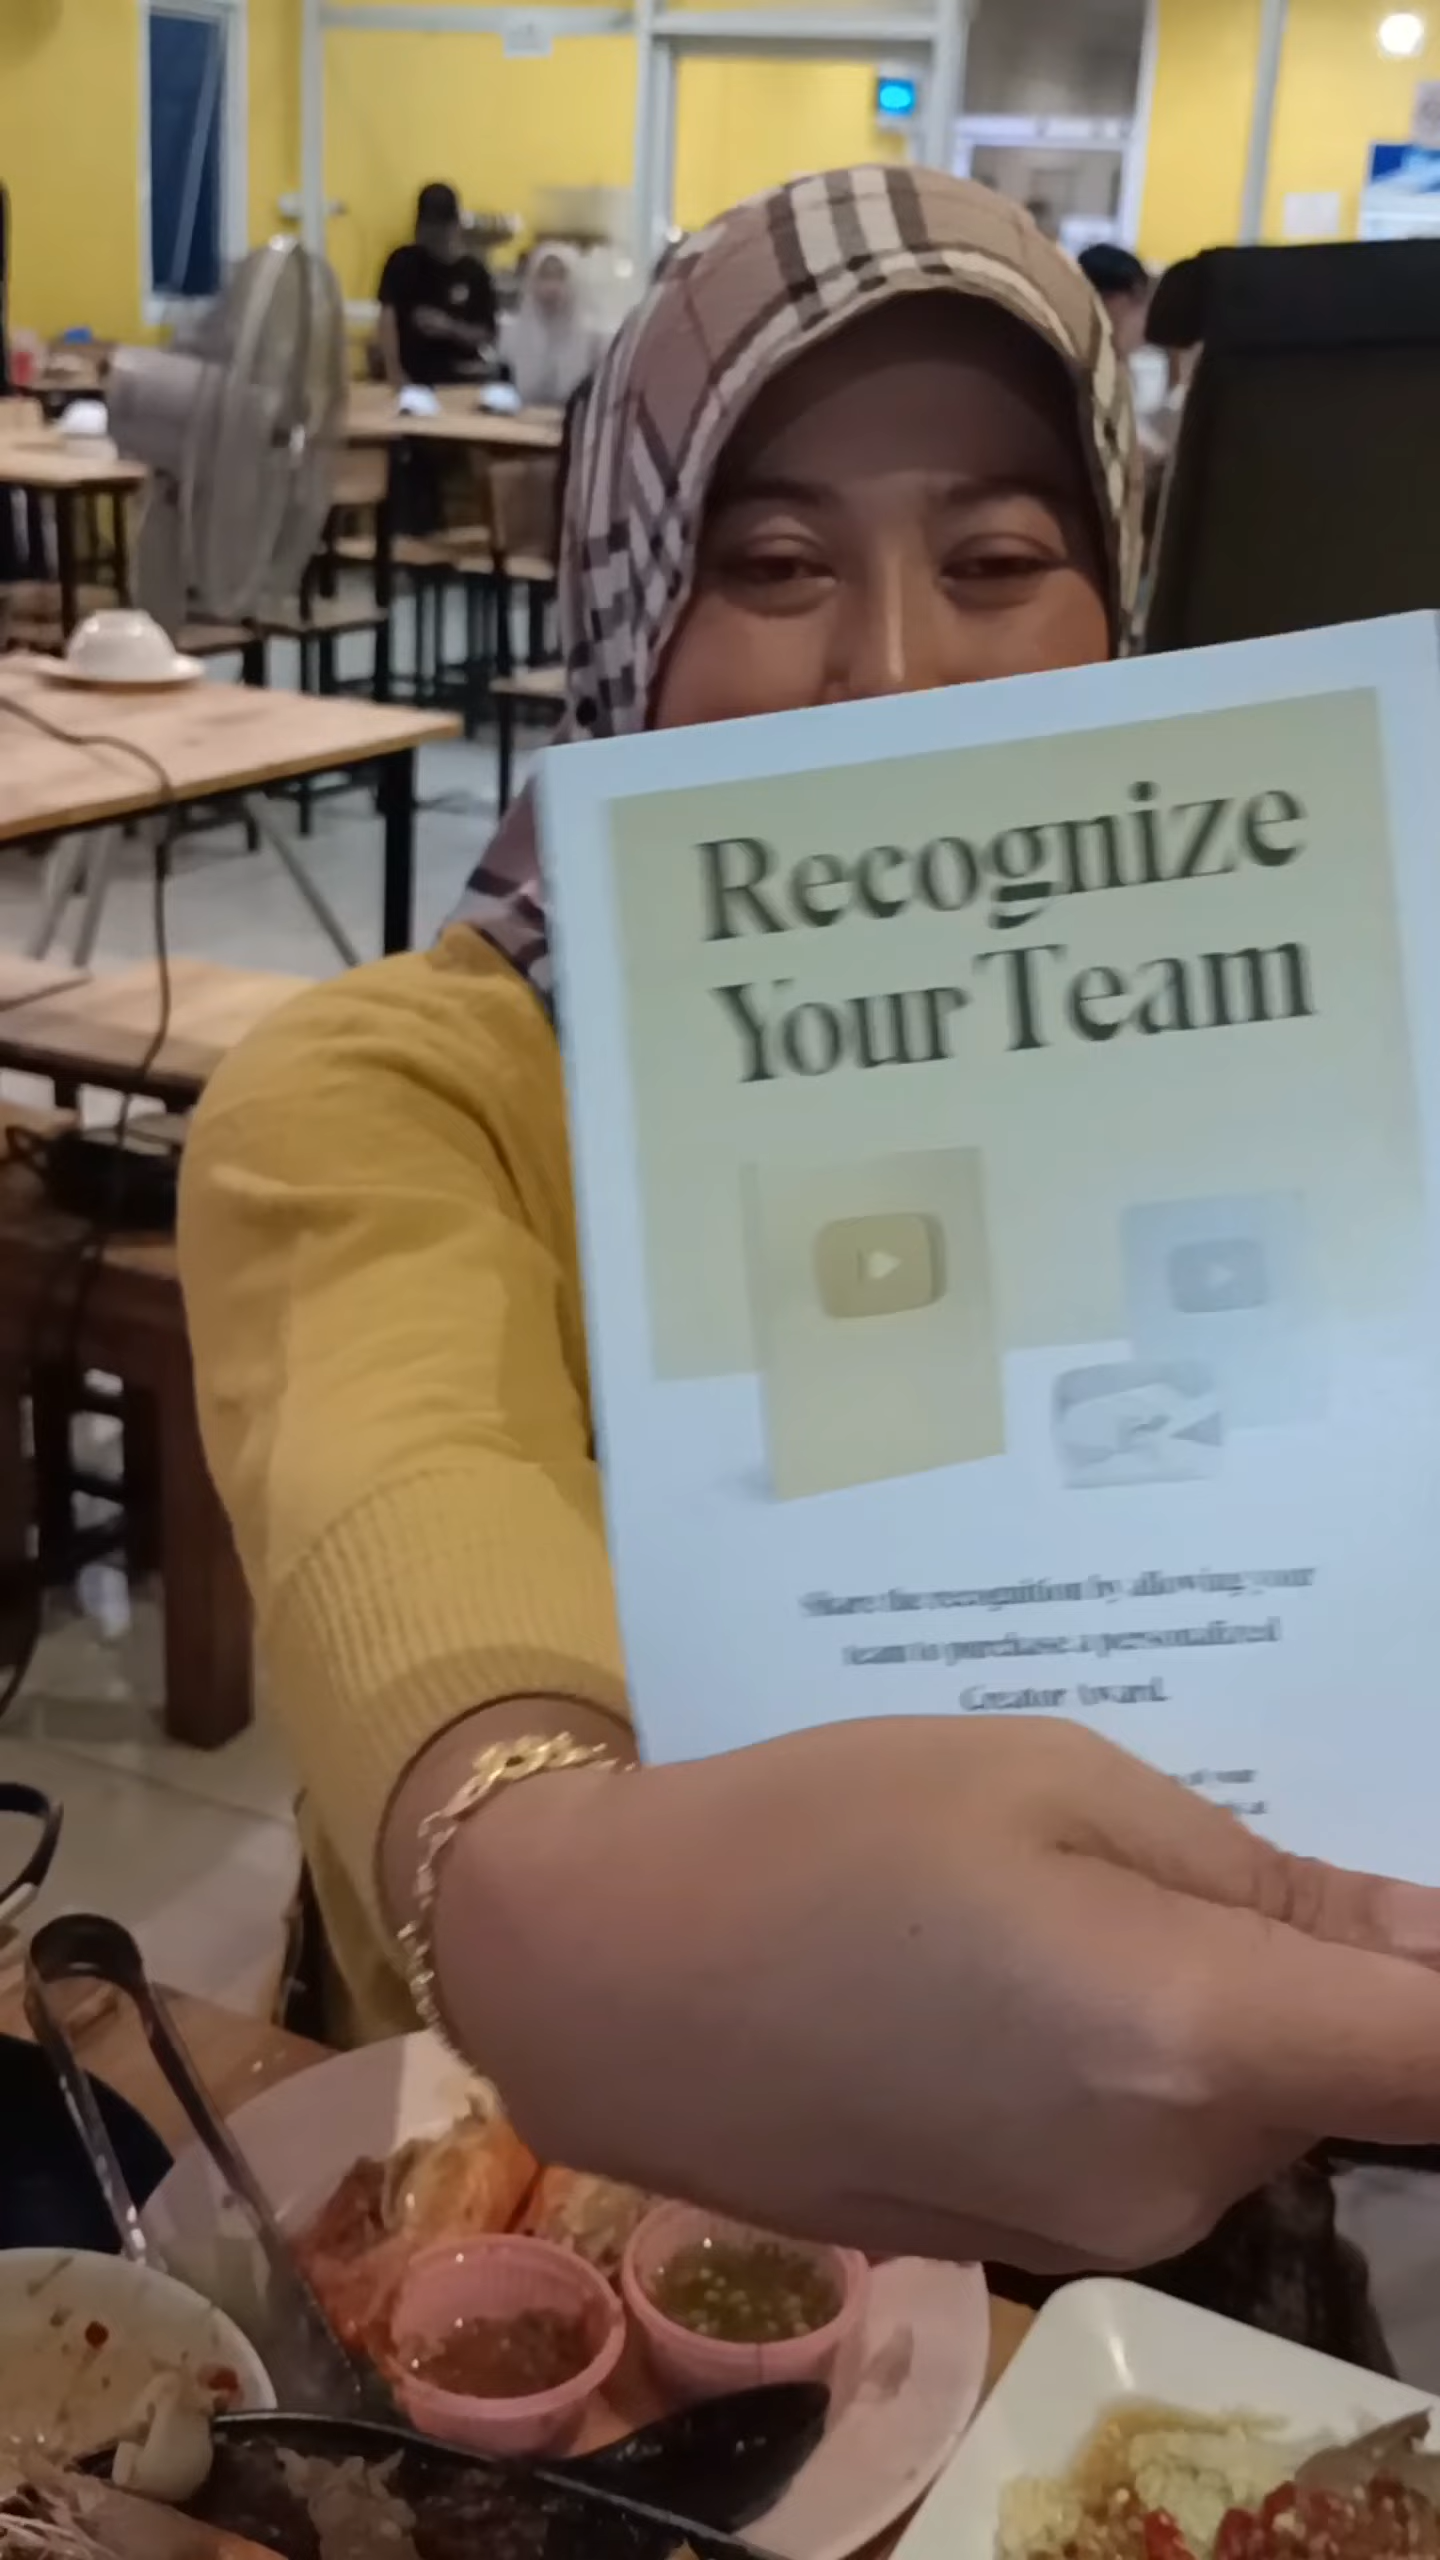 Recognize
Your Team
Share the recognition by allowing your
team to purchase a personalized
Creator Award.